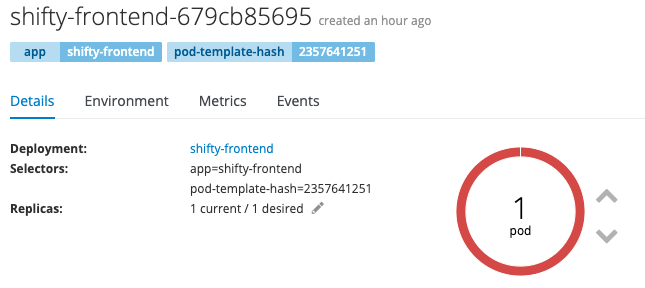 shifty-frontend-679cb85695 created an hour ago
app shifty-frontend pod-template-hash 2357641251
Details Environment Metrics Events
Deployment: shifty-frontend
Selectors: app=shifty-frontend
pod-template-hash=2357641251
Replicas: 1 current / 1 desired
1
pod